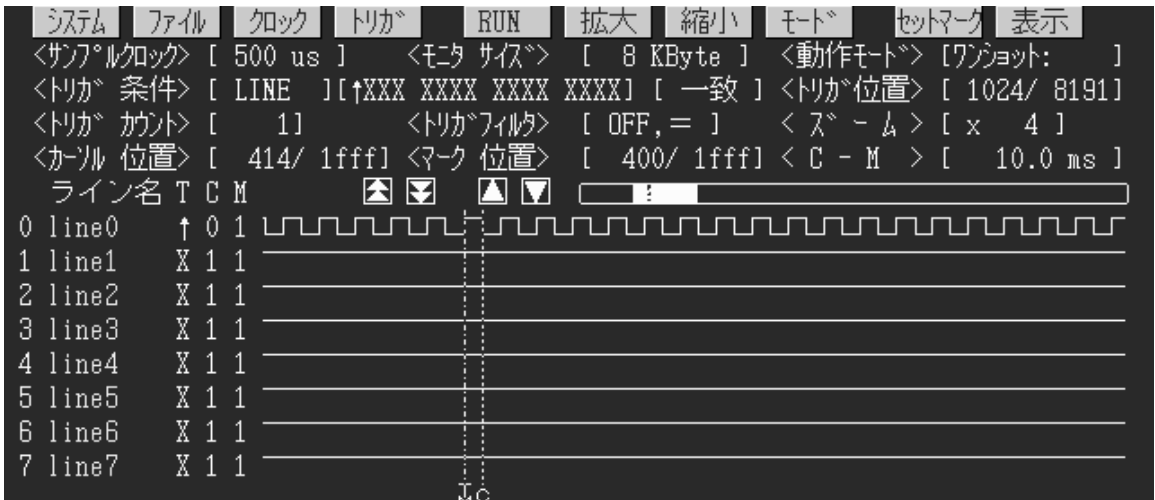 システム ファイル クロック トリガ RUN 拡大 縮小 モード セットマーク 表示
<サンプルクロック> [ 500 us ] <モニタ サイズ> [ 8 KByte ] <動作モード> [ワンショット: ]
<トリガ 条件> [ LINE ][↑XXX XXXX XXXX XXXX] [ 一致 ] <トリガ位置> [ 1024/ 8191]
<トリガ カウント> [ 1] <トリガフィルタ> [ OFF,= ] < ズ ー ム > [ x 4 ]
<カーソル 位置> [ 414/ 1fff] <マーク 位置> [ 400/ 1fff] < C - M > [ 10.0 ms ]
ライン名 T C M
0 line0 ↑ 0 1
1 line1 X 1 1
2 line2 X 1 1
3 line3 X 1 1
4 line4 X 1 1
5 line5 X 1 1
6 line6 X 1 1
7 line7 X 1 1